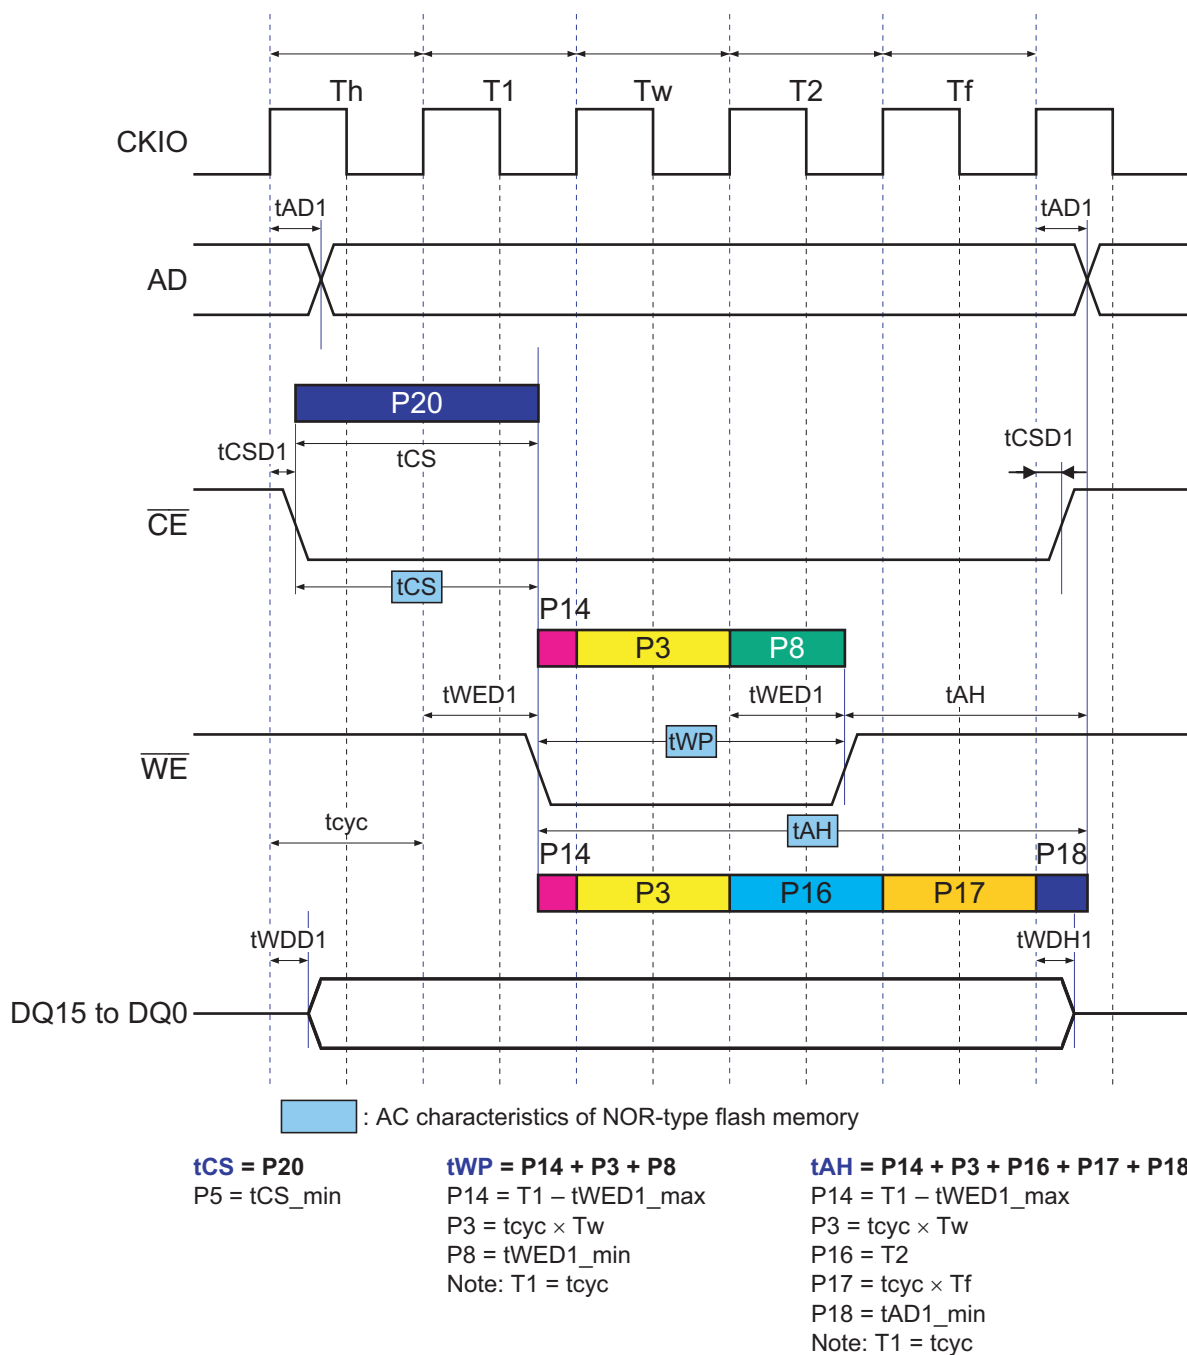 Th T1 Tw T2 Tf
CKIO
tAD1 tAD1
AD
P20
tCSD1 tCS tCSD1
CE
tCS
P14
P3 P8
tWED1 tWED1 tAH
tWP
WE
tcyc tAH
P14 P18
P3 P16 P17
tWDD1 tWDH1
DQ15 to DQ0
: AC characteristics of NOR-type flash memory
tCS = P20
P5 = tCS_min
tWP = P14 + P3 + P8
P14 = T1 – tWED1_max
P3 = tcyc × Tw
P8 = tWED1_min
Note: T1 = tcyc
tAH = P14 + P3 + P16 + P17 + P18
P14 = T1 – tWED1_max
P3 = tcyc × Tw
P16 = T2
P17 = tcyc × Tf
P18 = tAD1_min
Note: T1 = tcyc